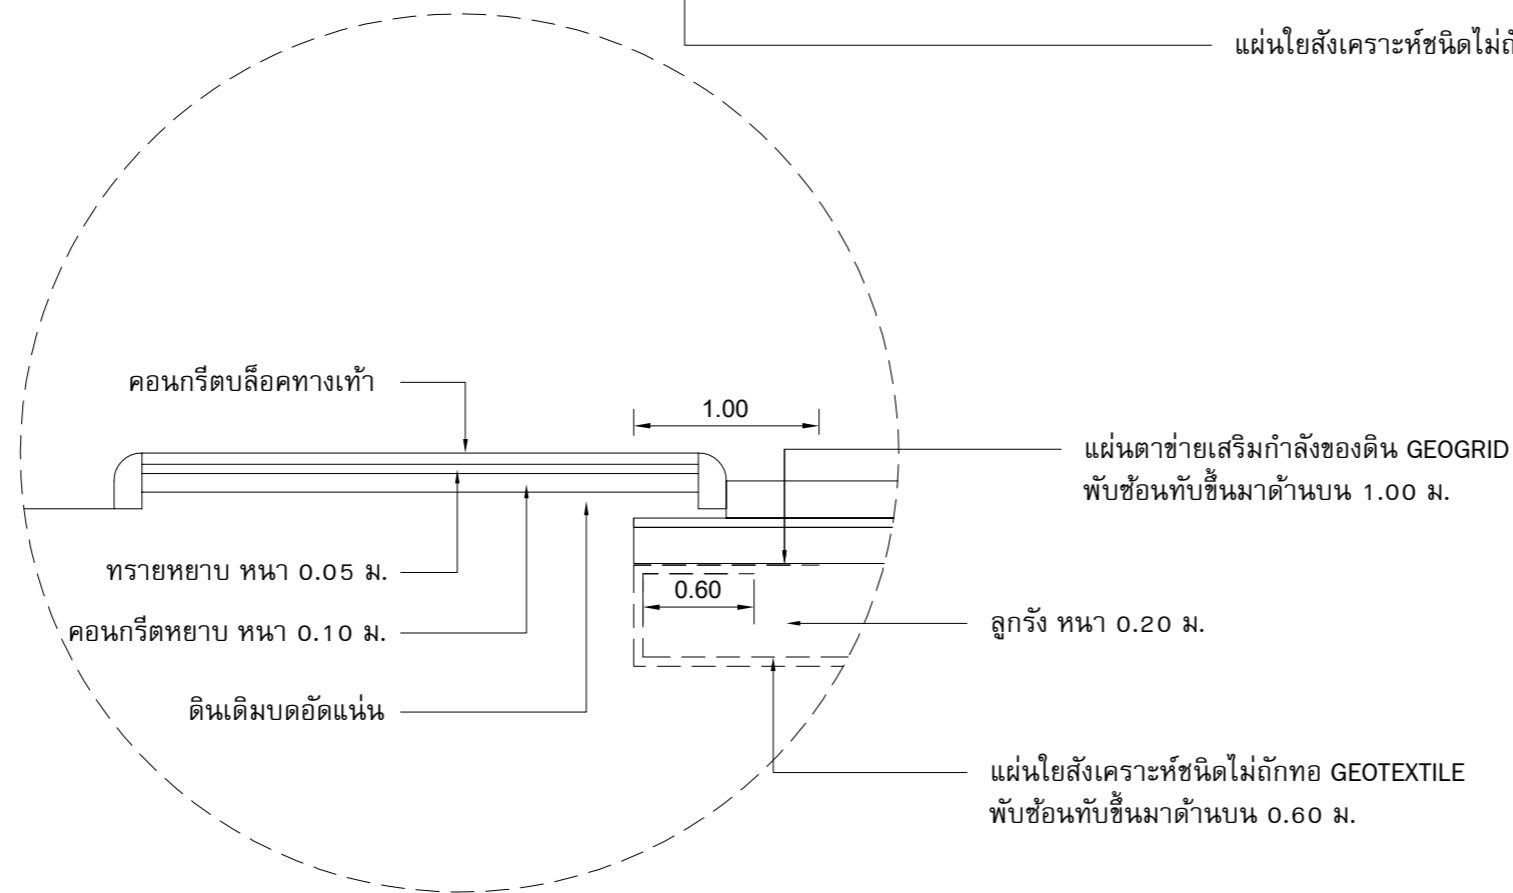 แผ่นใยสังเคราะห์ชนิดไม่
คอนกรีตบล็อคทางเท้า
1.00
แผ่นตาข่ายเสริมกำลังของดิน GEOGRID
พับซ้อนทับขึ้นมาด้านบน 1.00 ม.
ทรายหยาบ หนา 0.05 ม.
0.60
คอนกรีตหยาบ หนา 0.10 ม.
ลูกรัง หนา 0.20 ม.
ดินเดิมบดอัดแน่น
แผ่นใยสังเคราะห์ชนิดไม่ถักทอ GEOTEXTILE
พับซ้อนทับขึ้นมาด้านบน 0.60 ม.